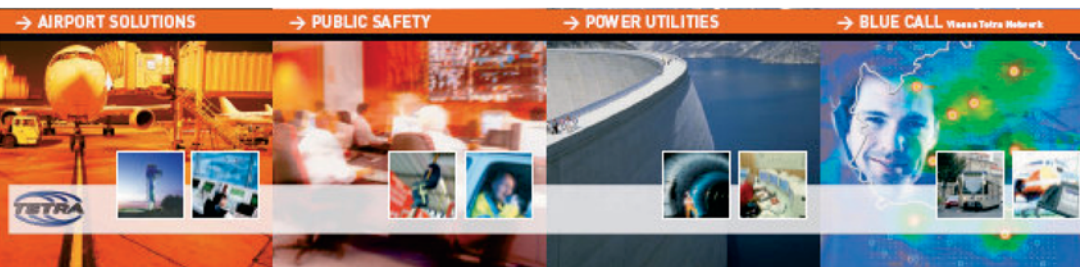 → AIRPORT SOLUTIONS
→ PUBLIC SAFETY
→ POWER UTILITIES
→ BLUE CALL Vienna Tetra Network
TETRA